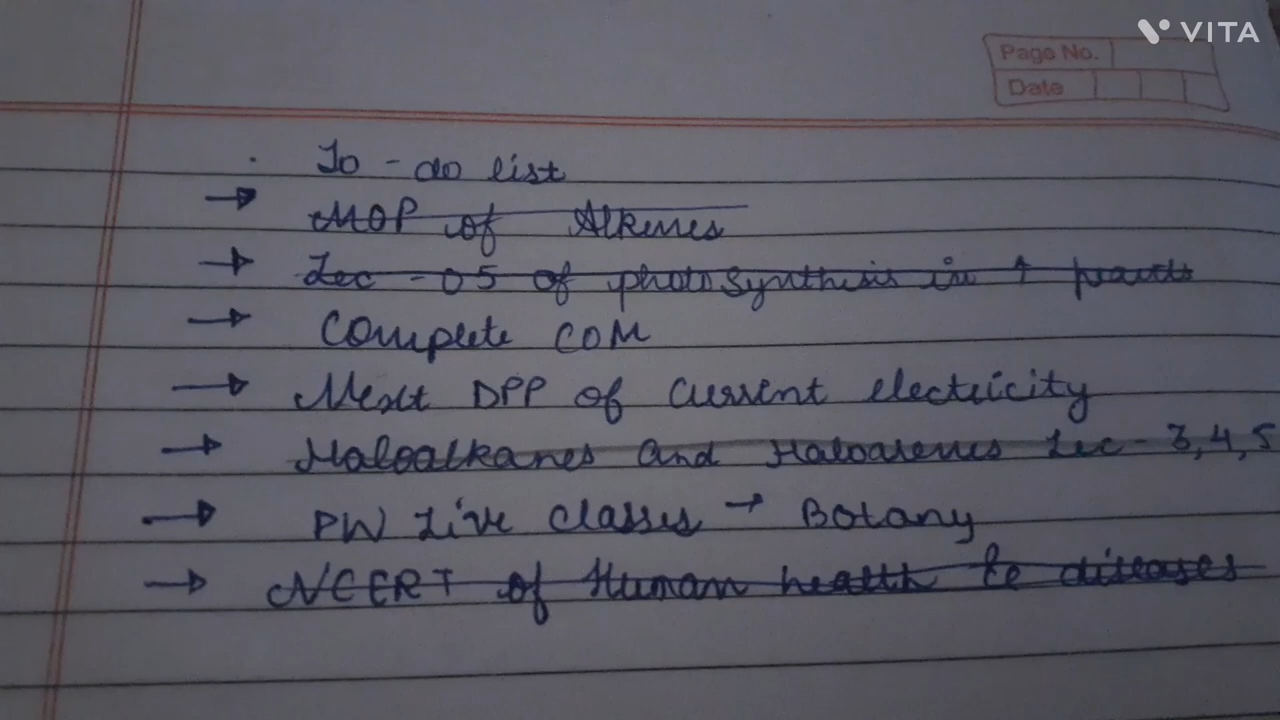 VITA
Page No.
Date
To-do list
→ MOP of Alkenes
→ Lec-05 of photosynthesis in ↑ plants
→ Complete COM
→ Next DPP of Current electricity
→ Haloalkanes and Haloarenes Lec-3,4,5
→ PW Live Classes → Botany
→ NCERT of Human health & diseases